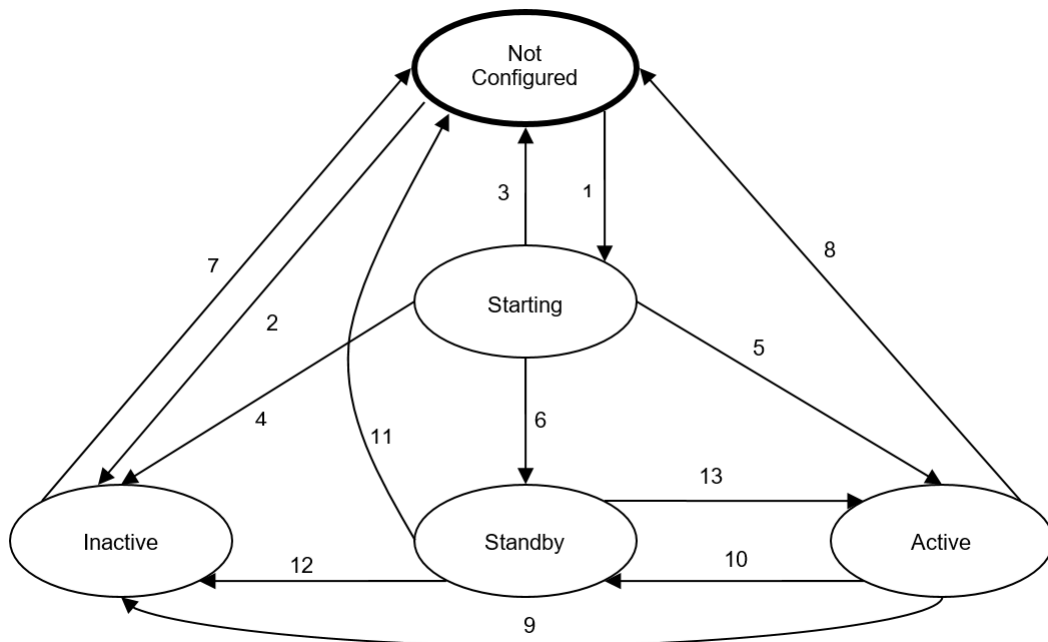 Not
Configured
3
1
7
8
2
Starting
5
4
6
11
13
Inactive
Standby
Active
12
10
9